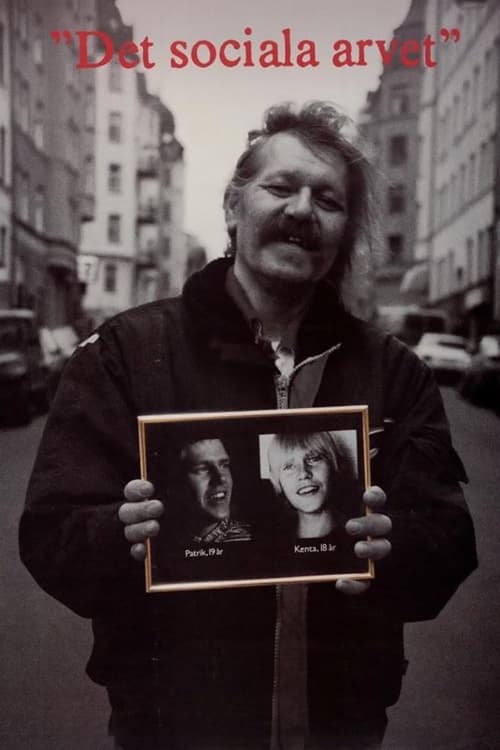 ”Det sociala arvet”
Patrik, 19 år
Kenta, 18 år